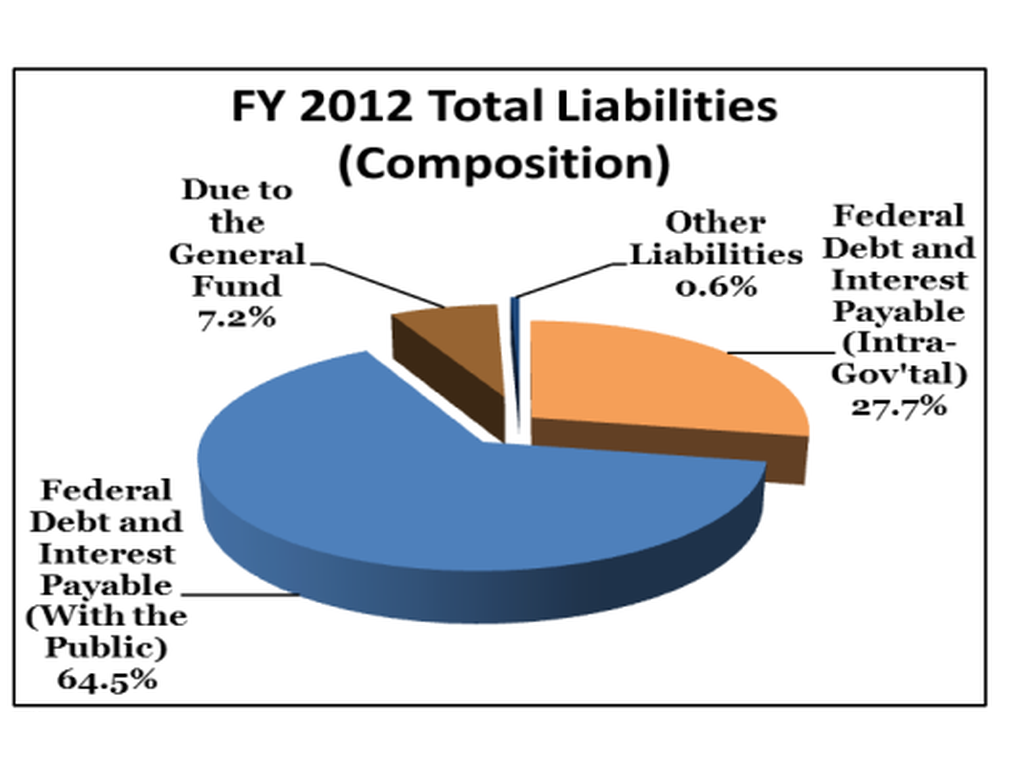 FY 2012 Total Liabilities
(Composition)
Due to
the
General
Fund
7.2%
Other
Liabilities
0.6%
Federal
Debt and
Interest
Payable
(Intra-
Gov'tal)
27.7%
Federal
Debt and
Interest
Payable
(With the
Public)
64.5%